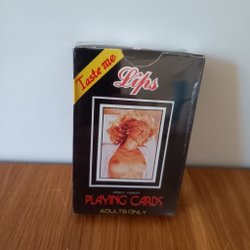 Taste me
Lips
PLAYING CARDS
ADULTS ONLY